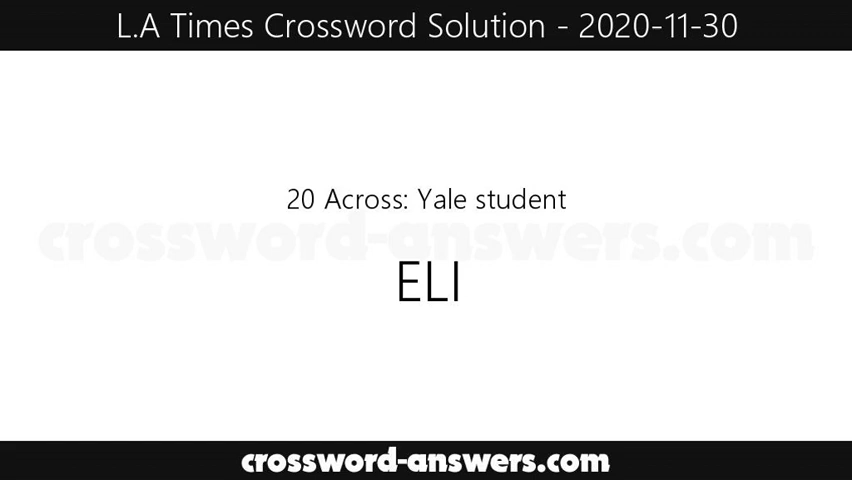 L.A Times Crossword Solution - 2020-11-30
20 Across: Yale student
crossword-answers.com
ELI
crossword-answers.com